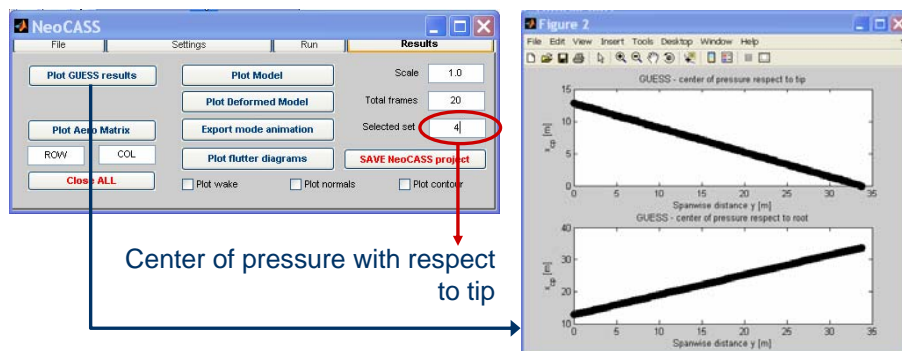 NeoCASS
File Settings Run Results
Plot GUESS results
Plot Model
Scale 1.0
Plot Deformed Model
Total frames 20
Plot Aero Matrix
Export mode animation
Selected set 4
ROW COL
Plot flutter diagrams
SAVE NeoCASS project
Close ALL
Plot wake
Plot normals
Plot contour
Center of pressure with respect
to tip
Figure 2
File Edit View Insert Tools Desktop Window Help
GUESS - center of pressure respect to tip
15
10
5
0
x_cp [m]
0 5 10 15 20 25 30 35
Spanwise distance y [m]
GUESS - center of pressure respect to root
40
30
20
10
x_cp [m]
0 5 10 15 20 25 30 35
Spanwise distance y [m]